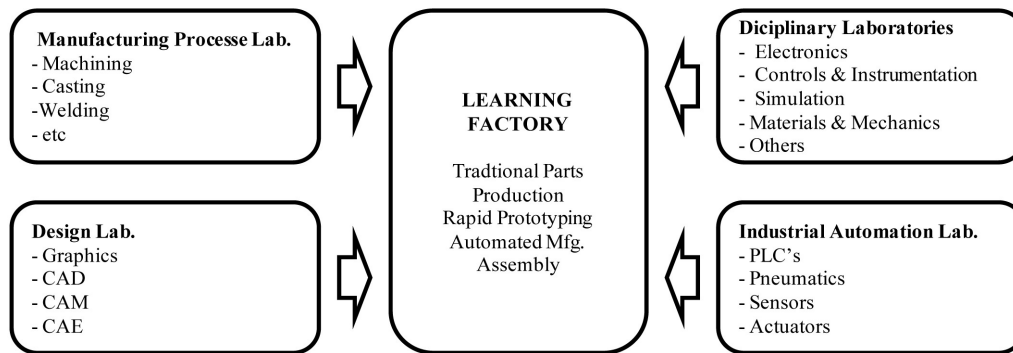 Manufacturing Processe Lab.
- Machining
- Casting
-Welding
- etc
Design Lab.
- Graphics
- CAD
- CAM
- CAE
LEARNING
FACTORY
Tradtional Parts
Production
Rapid Prototyping
Automated Mfg.
Assembly
Diciplinary Laboratories
- Electronics
- Controls & Instrumentation
- Simulation
- Materials & Mechanics
- Others
Industrial Automation Lab.
- PLC’s
- Pneumatics
- Sensors
- Actuators